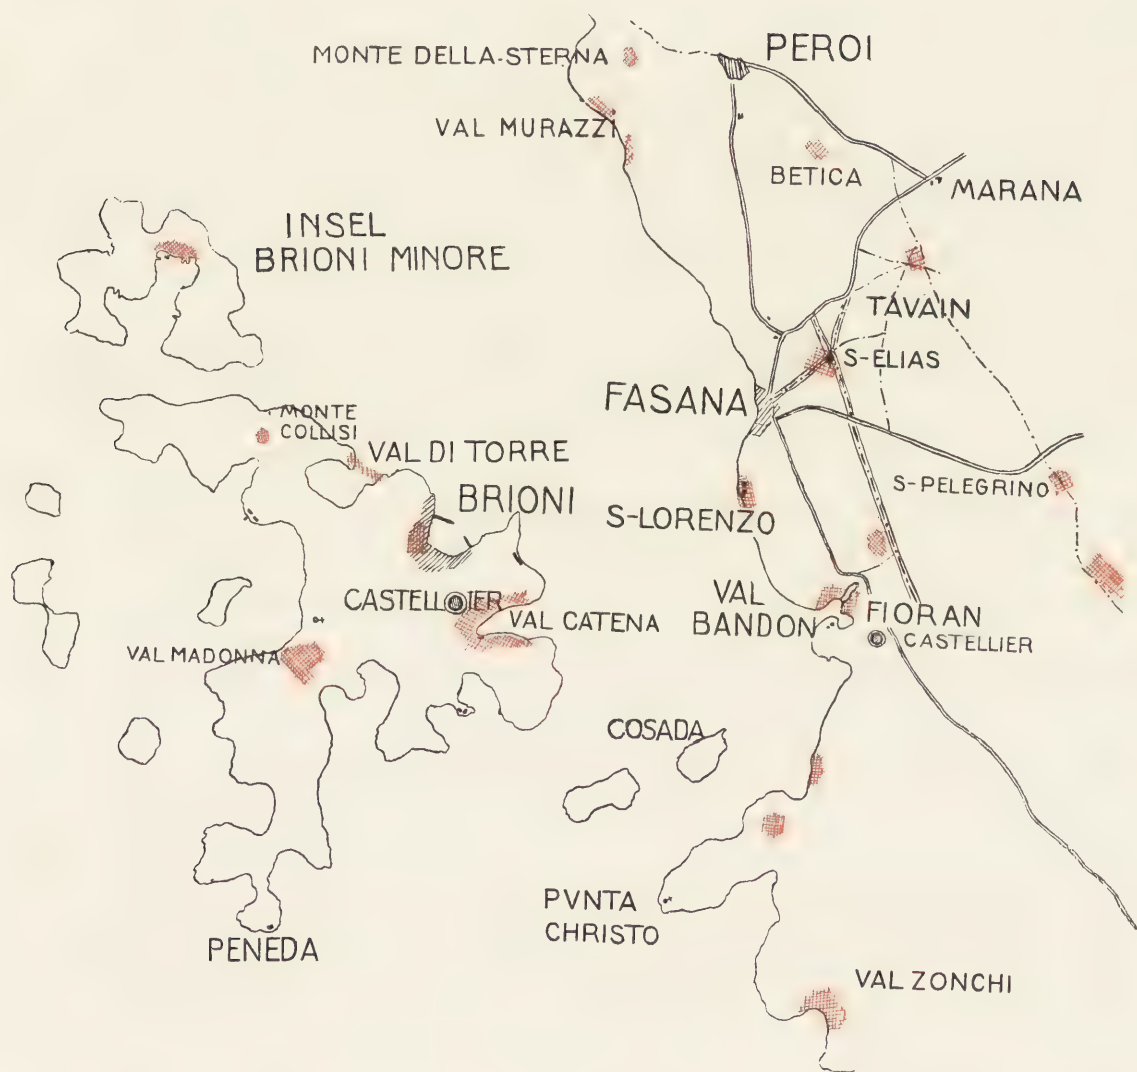 MONTE DELLA-STERNA
PEROI
VAL MURAZZI
BETICA
MARANA
INSEL
BRIONI MINORE
TAVAIN
S-ELIAS
FASANA
MONTE
COLLISI
VAL DI TORRE
BRIONI
S-PELEGRINO
S-LORENZO
CASTELLIER
VAL CATENA
VAL
BANDON
FIORAN
CASTELLIER
VAL MADONNA
COSADA
PVNTA
CHRISTO
PENEDA
VAL ZONCHI